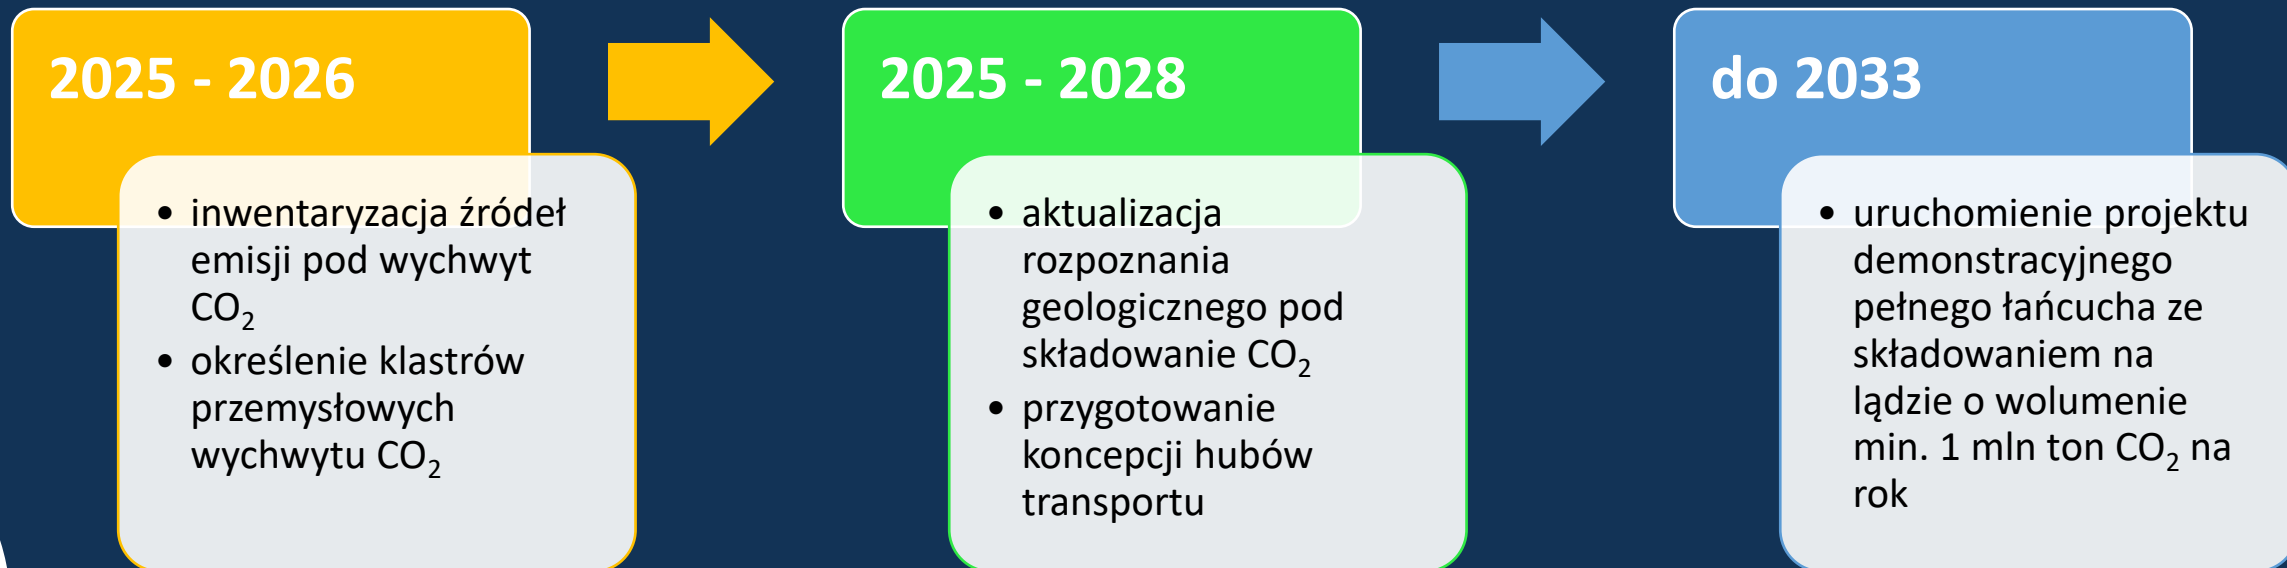 2025 - 2026
• inwentaryzacja źródeł
emisji pod wychwyt
CO₂
• określenie klastrów
przemysłowych
wychwytu CO₂
2025 - 2028
• aktualizacja
rozpoznania
geologicznego pod
składowanie CO₂
• przygotowanie
koncepcji hubów
transportu
do 2033
• uruchomienie projektu
demonstracyjnego
pełnego łańcucha ze
składowaniem na
lądzie o wolumenie
min. 1 mln ton CO₂ na
rok